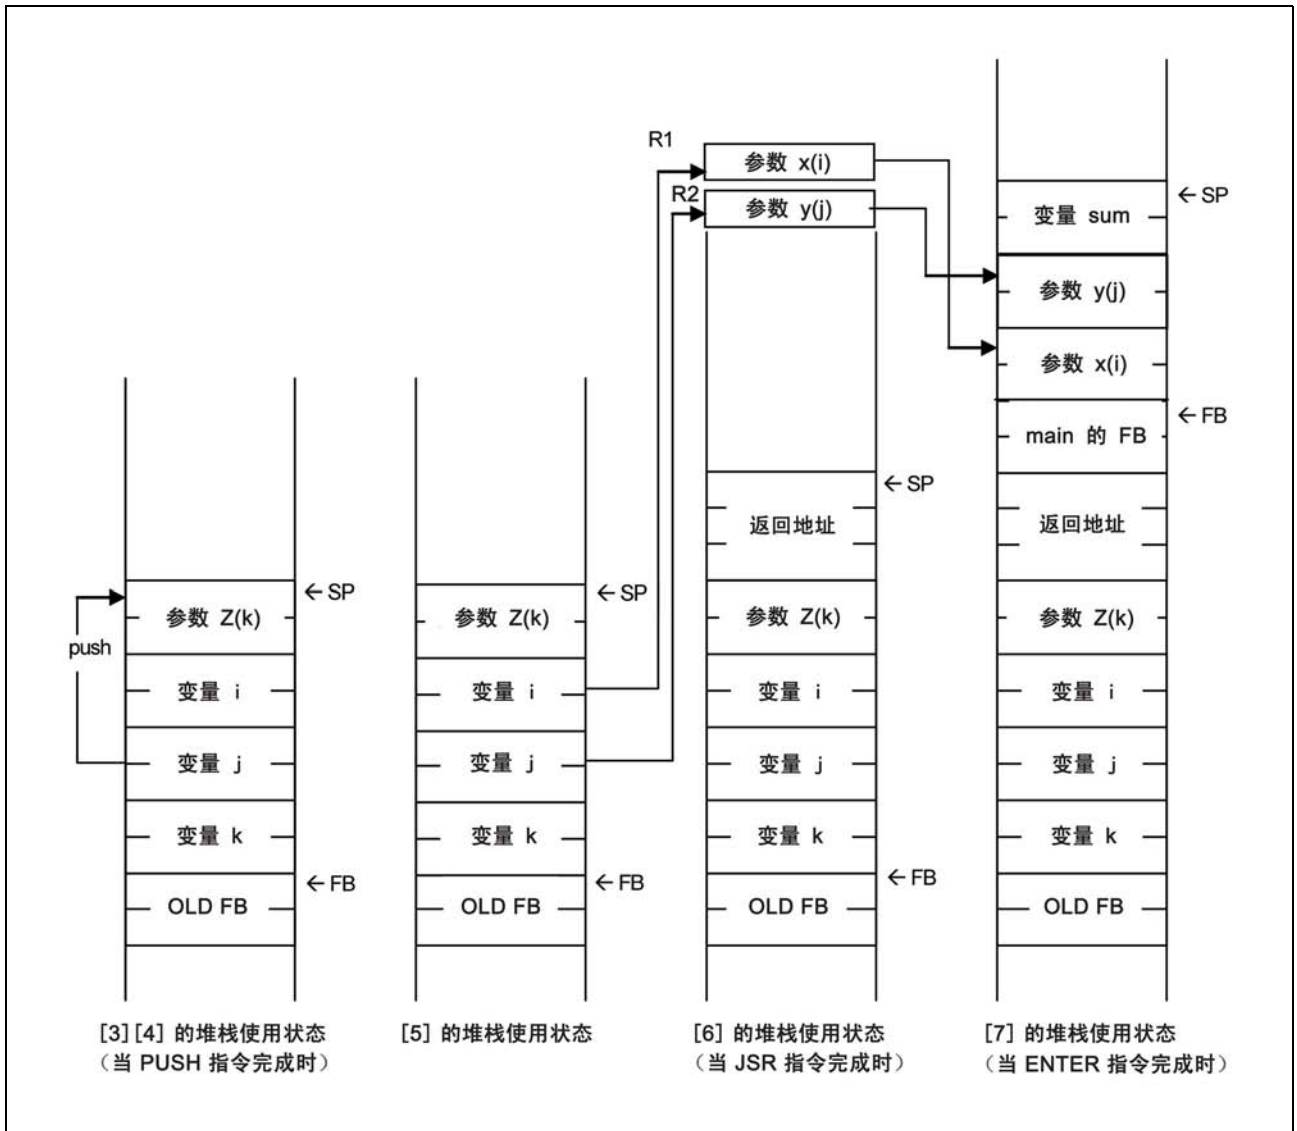 R1
参数 x(i)
R2
参数 y(j)
←SP
变量 sum
参数 y(j)
参数 x(i)
←FB
main 的 FB
←SP
返回地址
返回地址
←SP
←SP
push
参数 Z(k)
参数 Z(k)
参数 Z(k)
参数 Z(k)
变量 i
变量 i
变量 i
变量 i
变量 j
变量 j
变量 j
变量 j
变量 k
变量 k
变量 k
变量 k
←FB
←FB
←FB
OLD FB
OLD FB
OLD FB
OLD FB
[3][4] 的堆栈使用状态
（当 PUSH 指令完成时）
[5] 的堆栈使用状态
[6] 的堆栈使用状态
（当 JSR 指令完成时）
[7] 的堆栈使用状态
（当 ENTER 指令完成时）